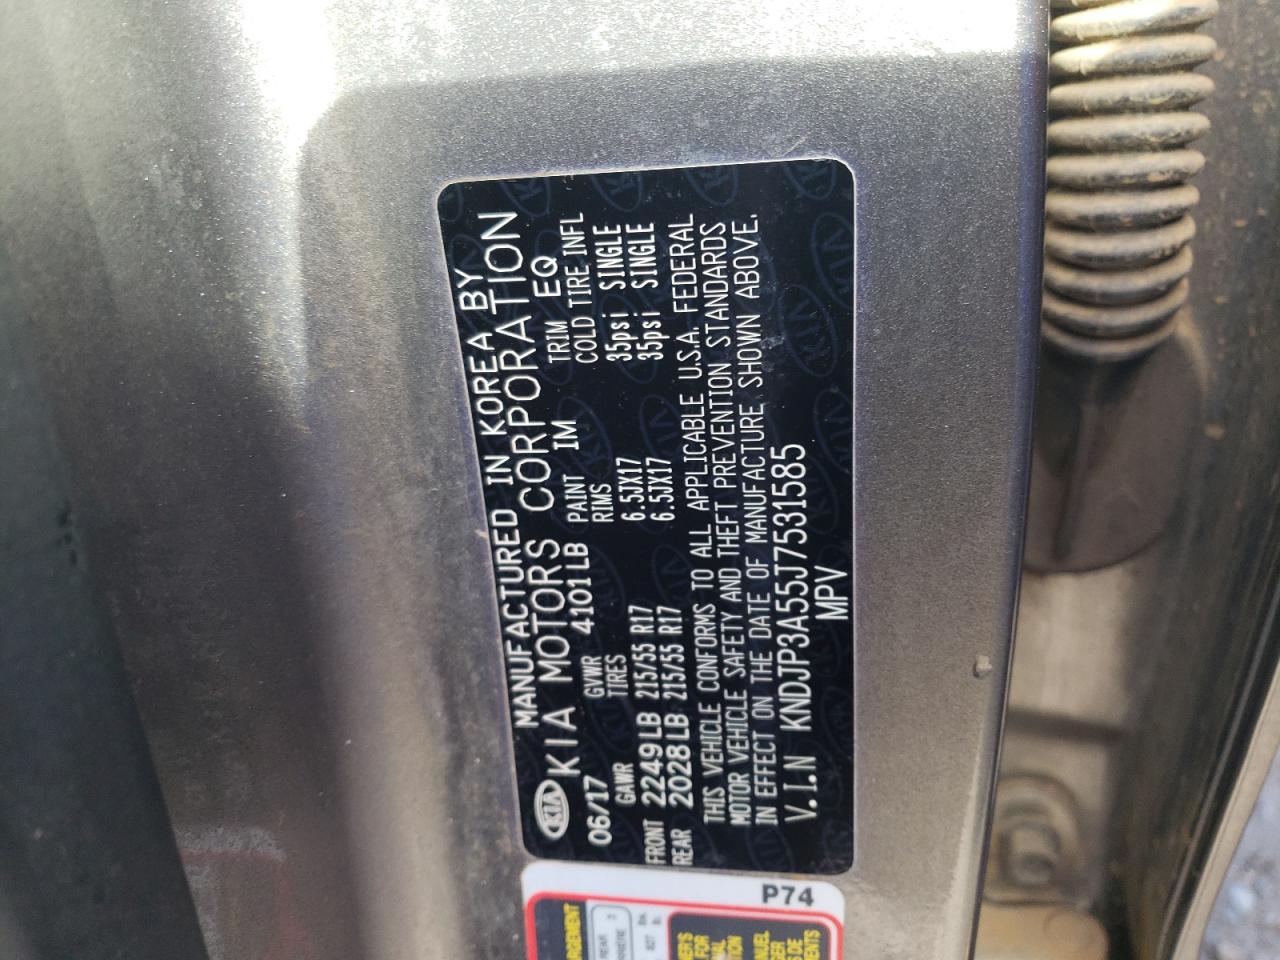 MANUFACTURED IN KOREA BY
KIA KIA MOTORS CORPORATION
06/17 GVWR 4101LB PAINT IM TRIM EQ
GAWR TIRES RIMS COLD TIRE INFL
FRONT 2249LB 215/55 R17 6.5JX17 35psi SINGLE
REAR 2028LB 215/55 R17 6.5JX17 35psi SINGLE
THIS VEHICLE CONFORMS TO ALL APPLICABLE U.S.A. FEDERAL
MOTOR VEHICLE SAFETY AND THEFT PREVENTION STANDARDS
IN EFFECT ON THE DATE OF MANUFACTURE SHOWN ABOVE.
V.I.N KNDJP3A55J7531585
MPV
P74